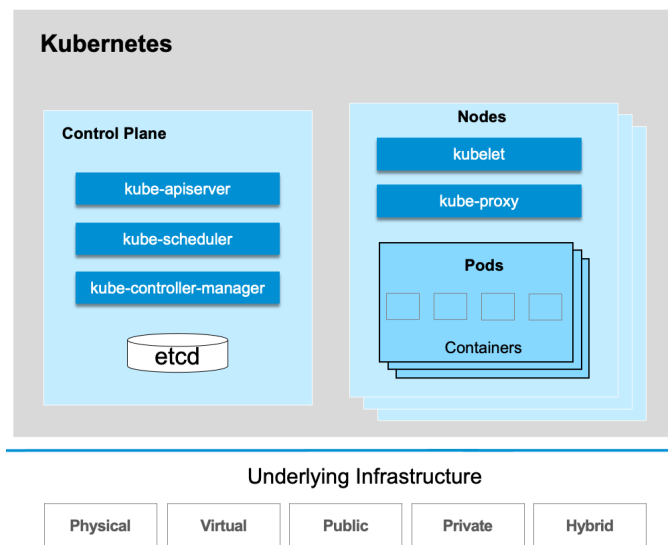 Kubernetes
Control Plane
kube-apiserver
kube-scheduler
kube-controller-manager
etcd
Nodes
kubelet
kube-proxy
Pods
Containers
Underlying Infrastructure
Physical
Virtual
Public
Private
Hybrid